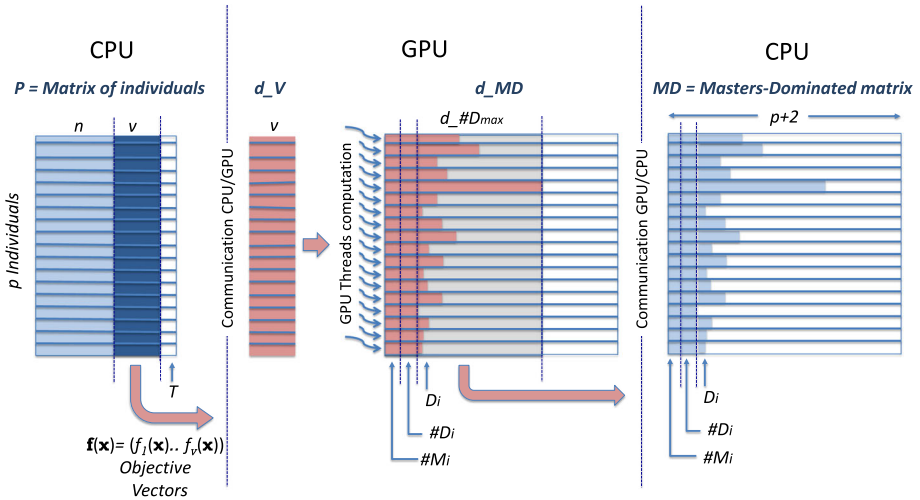 CPU
GPU
CPU
P = Matrix of individuals
d_V
d_MD
MD = Masters-Dominated matrix
n
v
v
d_#Dmax
p+2
p Individuals
Communication CPU/GPU
GPU Threads computation
Communication GPU/CPU
T
Di
Di
#Di
#Di
#Mi
#Mi
f(x)= (f1(x).. fv(x))
Objective
Vectors